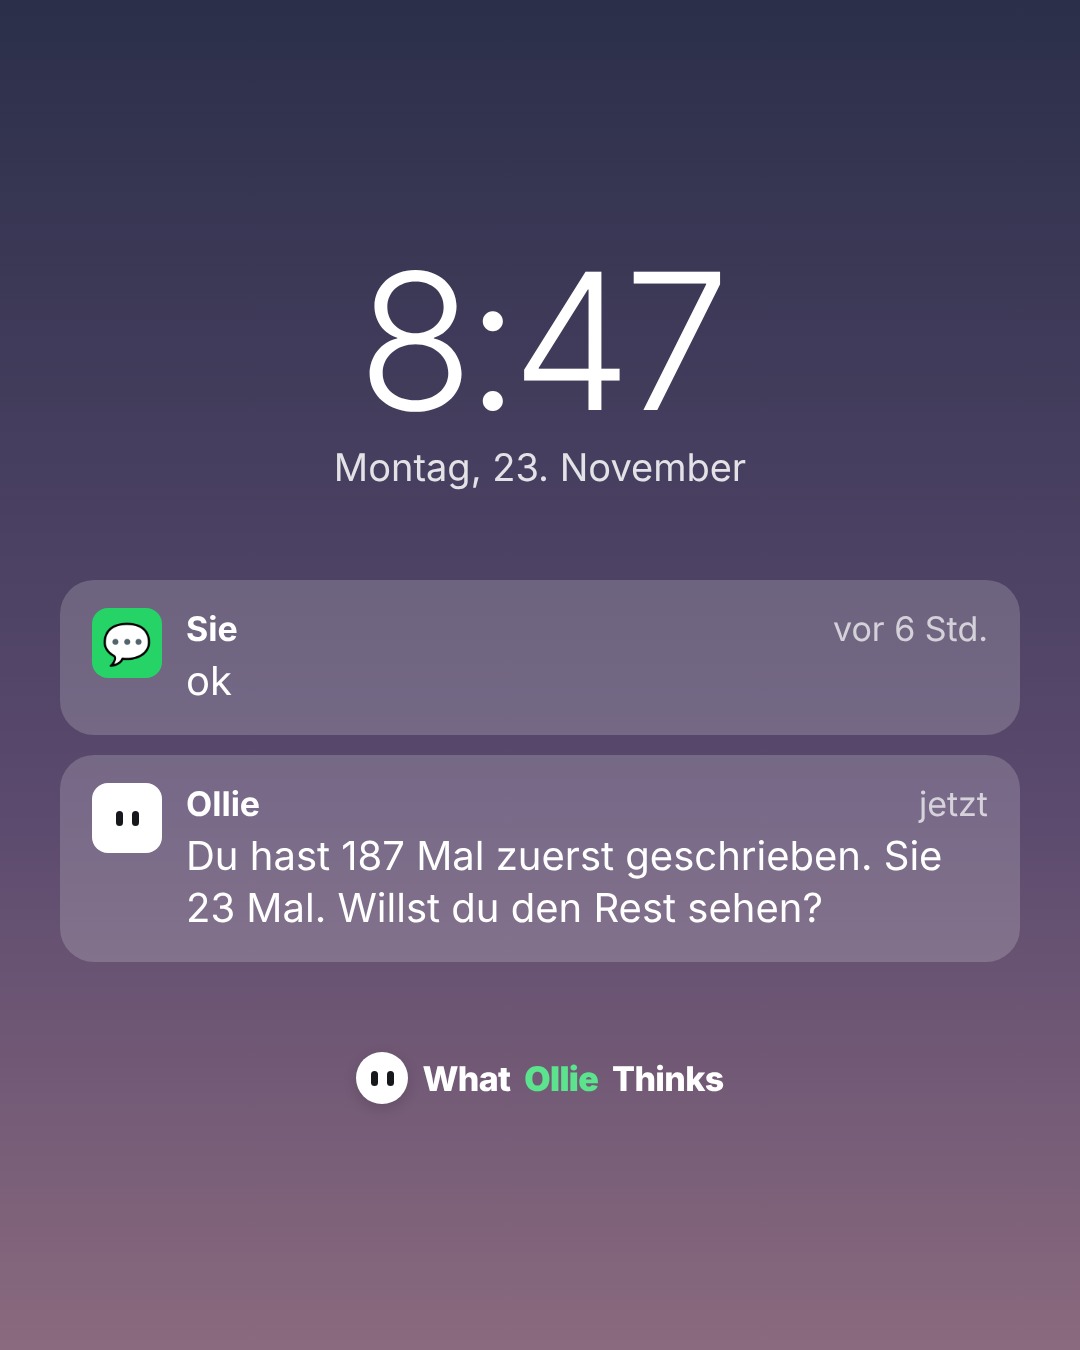 8:47
Montag, 23. November
Sie
vor 6 Std.
ok
Ollie
jetzt
Du hast 187 Mal zuerst geschrieben. Sie
23 Mal. Willst du den Rest sehen?
What Ollie Thinks